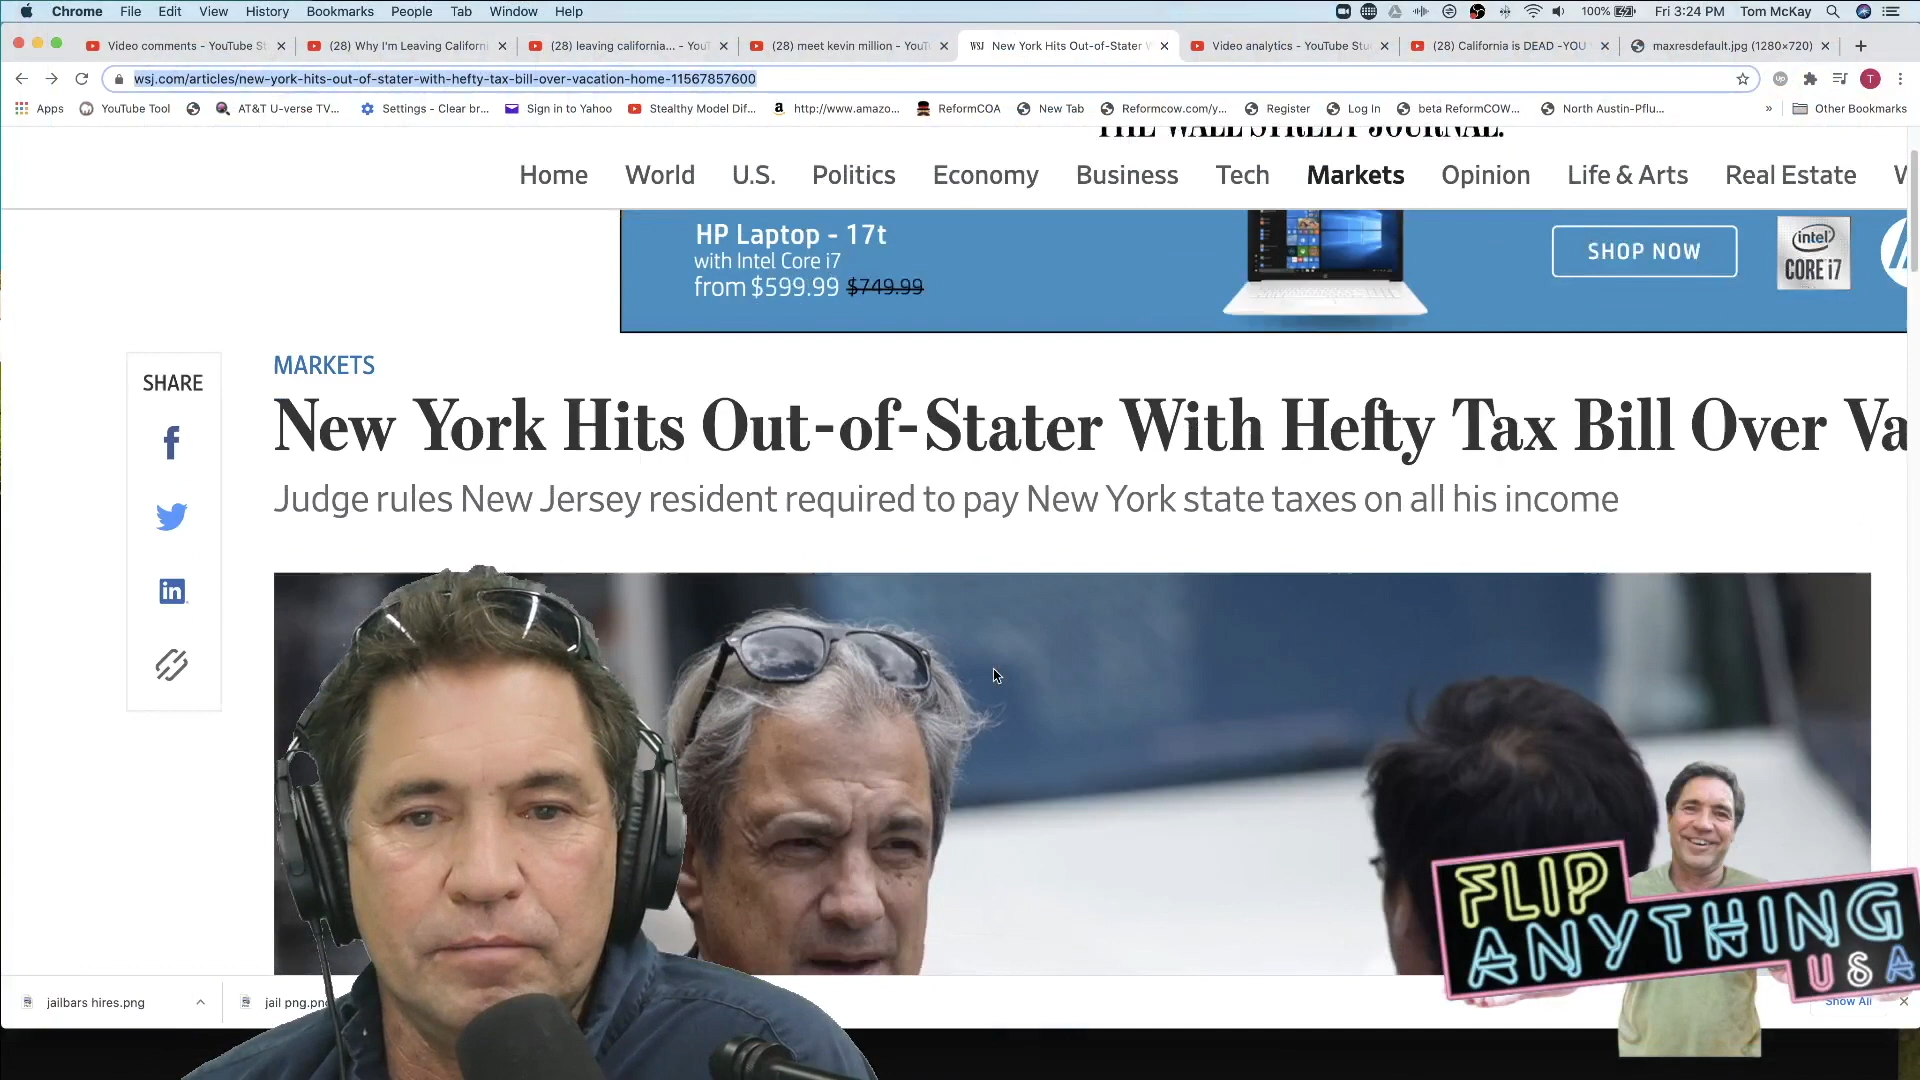 Chrome File Edit View History Bookmarks People Tab Window Help 100% Fri 3:24 PM Tom McKay
Video comments - YouTube St (28) Why I'm Leaving Californi (28) leaving california... - YouT (28) meet kevin million - YouTu WSJ New York Hits Out-of-Stater W Video analytics - YouTube Stu (28) California is DEAD -YOU maxresdefault.jpg (1280×720)
wsj.com/articles/new-york-hits-out-of-stater-with-hefty-tax-bill-over-vacation-home-11567857600 T
Apps YouTube Tool AT&T U-verse TV... Settings - Clear br... Sign in to Yahoo Stealthy Model Dif... http://www.amazo... ReformCOA New Tab Reformcow.com/y... Register Log In beta ReformCOW... North Austin-Pflu... » Other Bookmarks
THE WALL STREET JOURNAL.
Home World U.S. Politics Economy Business Tech Markets Opinion Life & Arts Real Estate W
HP Laptop - 17t
with Intel Core i7
from $599.99 $749.99
SHOP NOW
intel
CORE i7
SHARE
MARKETS
New York Hits Out-of-Stater With Hefty Tax Bill Over Va
Judge rules New Jersey resident required to pay New York state taxes on all his income
FLIP
ANYTHING
USA
jailbars hires.png jail png.png Show All